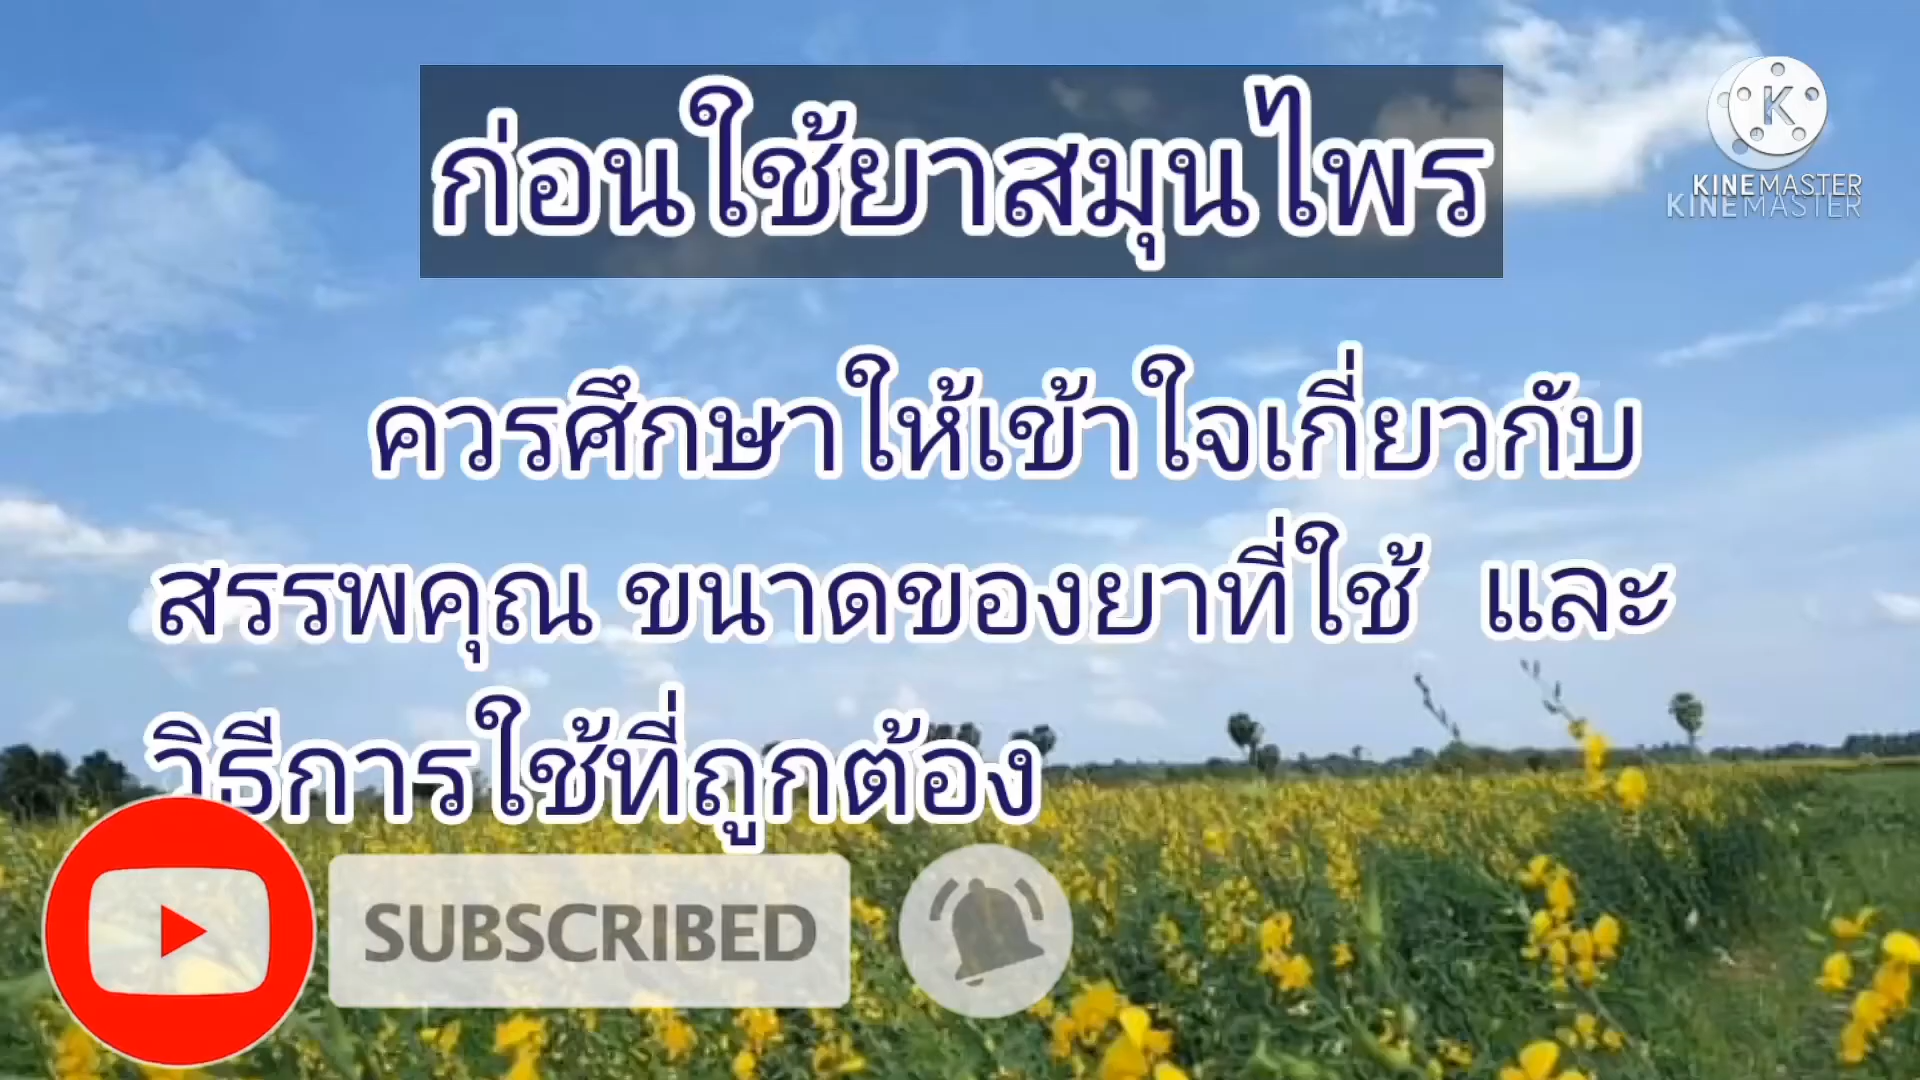 ก่อนใช้ยาสมุนไพร
KINEMASTER
KINEMASTER
ควรศึกษาให้เข้าใจเกี่ยวกับ
สรรพคุณ ขนาดของยาที่ใช้ และ
วิธีการใช้ที่ถูกต้อง
SUBSCRIBED